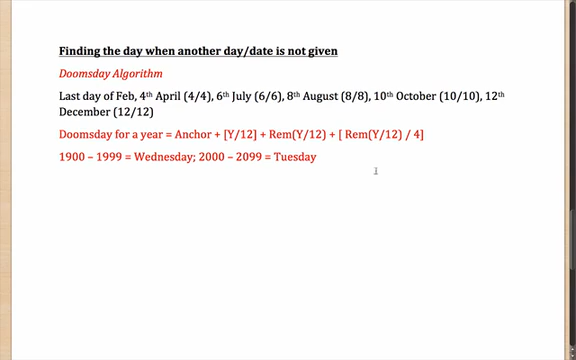 Finding the day when another day/date is not given
Doomsday Algorithm
Last day of Feb, 4th April (4/4), 6th July (6/6), 8th August (8/8), 10th October (10/10), 12th
December (12/12)
Doomsday for a year = Anchor + [Y/12] + Rem(Y/12) + [ Rem(Y/12) / 4]
1900 – 1999 = Wednesday; 2000 – 2099 = Tuesday